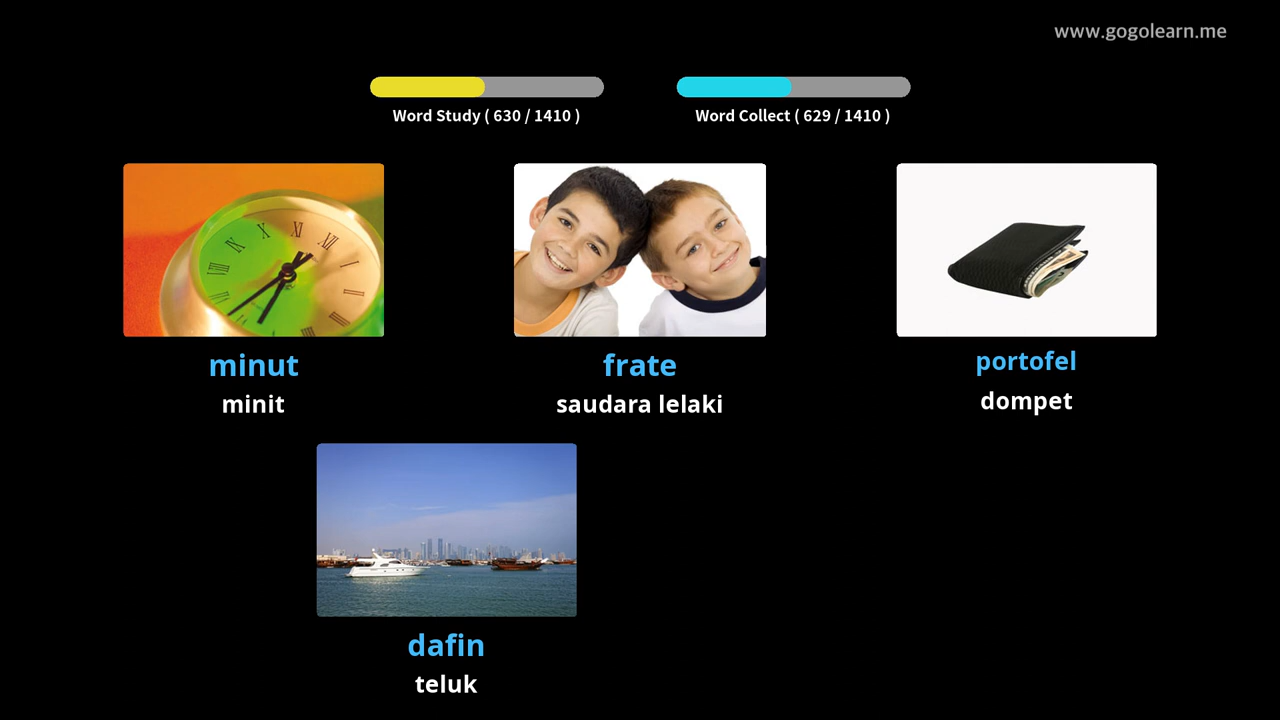 www.gogolearn.me
Word Study ( 630 / 1410 )
Word Collect ( 629 / 1410 )
minut
minit
frate
saudara lelaki
portofel
dompet
dafin
teluk